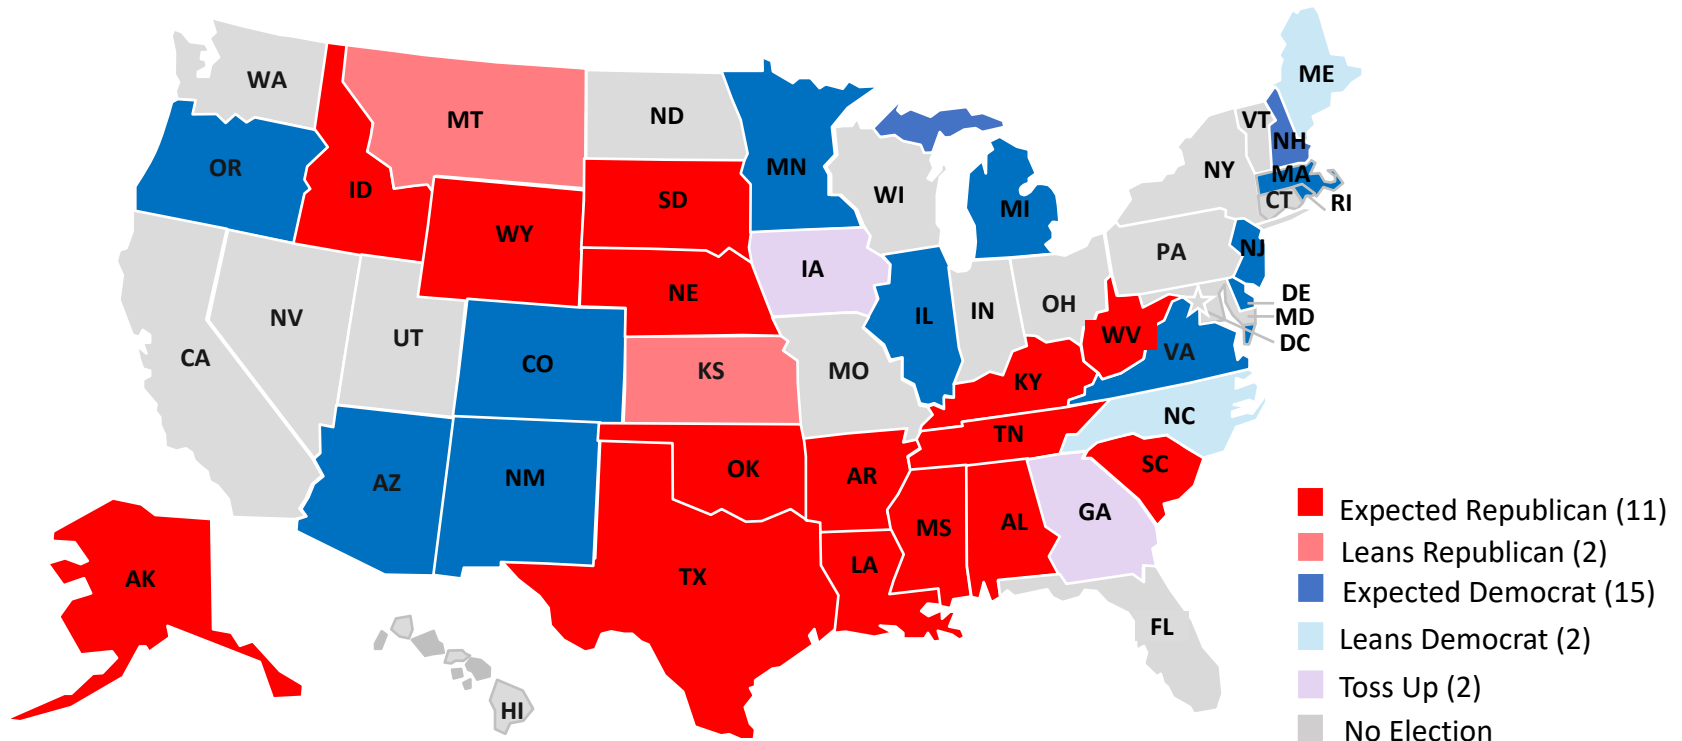 ME
WA
MT
ND
VT
NH
OR
MN
ID
SD
WI
NY
MA
CT
RI
MI
WY
IA
PA
NJ
NE
DE
MD
DC
NV
UT
CO
IL
IN
OH
WV
VA
CA
KS
MO
KY
NC
TN
AZ
NM
OK
AR
SC
MS
AL
GA
TX
LA
AK
FL
HI
Expected Republican (11)
Leans Republican (2)
Expected Democrat (15)
Leans Democrat (2)
Toss Up (2)
No Election